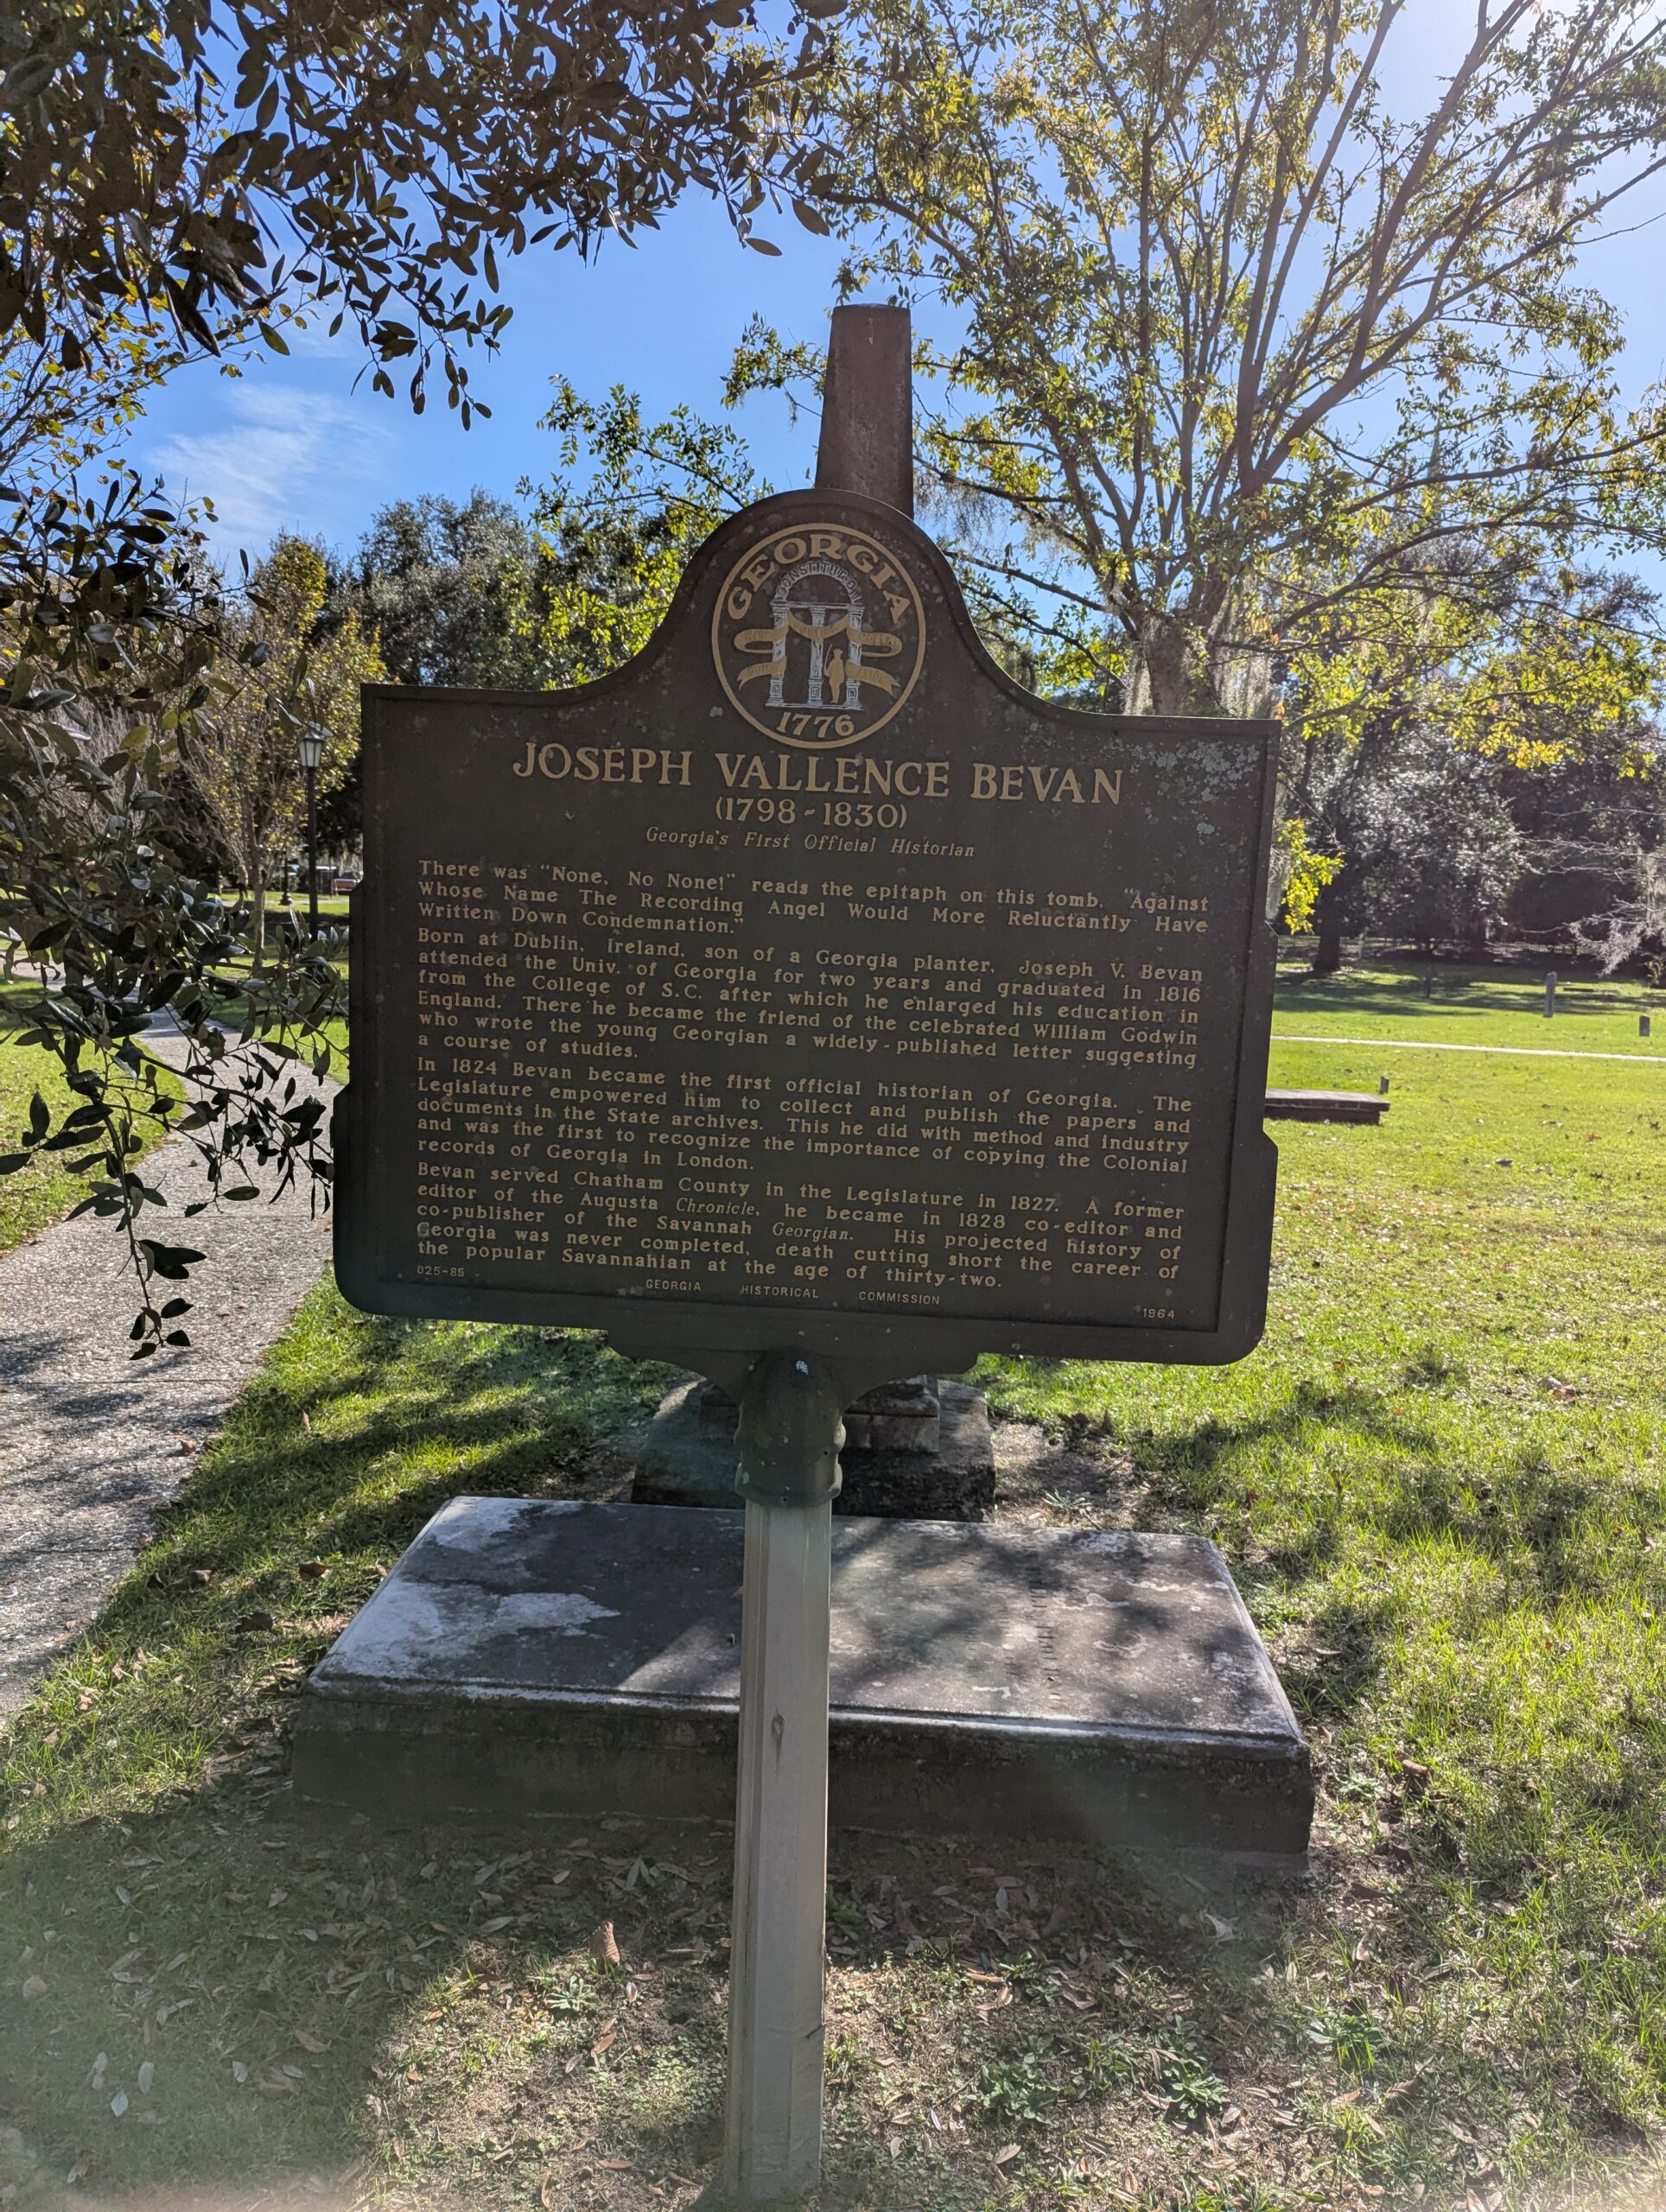 GEORGIA
CONSTITUTION
1776
JOSEPH VALLENCE BEVAN
(1798-1830)
Georgia's First Official Historian
There was "None, No None!" reads the epitaph on this tomb, "Against
Whose Name The Recording Angel Would More Reluctantly Have
Written Down Condemnation."
Born at Dublin, Ireland, son of a Georgia planter, Joseph V. Bevan
attended the Univ. of Georgia for two years and graduated in 1816
from the College of S.C. after which he enlarged his education in
England. There he became the friend of the celebrated William Godwin
who wrote the young Georgian a widely-published letter suggesting
a course of studies.
In 1824 Bevan became the first official historian of Georgia. The
Legislature empowered him to collect and publish the papers and
documents in the State archives. This he did with method and industry
and was the first to recognize the importance of copying the Colonial
records of Georgia in London.
Bevan served Chatham County in the Legislature in 1827. A former
editor of the Augusta Chronicle, he became in 1828 co-editor and
co-publisher of the Savannah Georgian. His projected history of
Georgia was never completed, death cutting short the career of
the popular Savannahian at the age of thirty-two.
025-85 GEORGIA HISTORICAL COMMISSION 1964